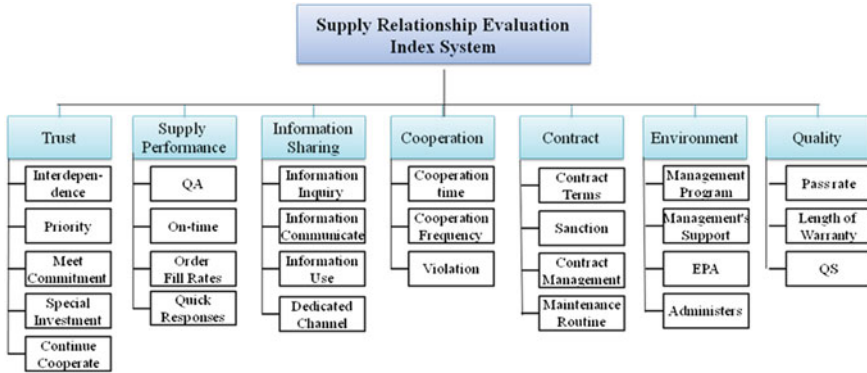 Supply Relationship Evaluation
Index System
Trust
Interdepen-
dence
Priority
Meet
Commitment
Special
Investment
Continue
Cooperate
Supply
Performance
QA
On-time
Order
Fill Rates
Quick
Responses
Information
Sharing
Information
Inquiry
Information
Communicate
Information
Use
Dedicated
Channel
Cooperation
Cooperation
time
Cooperation
Frequency
Violation
Contract
Contract
Terms
Sanction
Contract
Management
Maintenance
Routine
Environment
Management
Program
Management's
Support
EPA
Administers
Quality
Pass rate
Length of
Warranty
QS